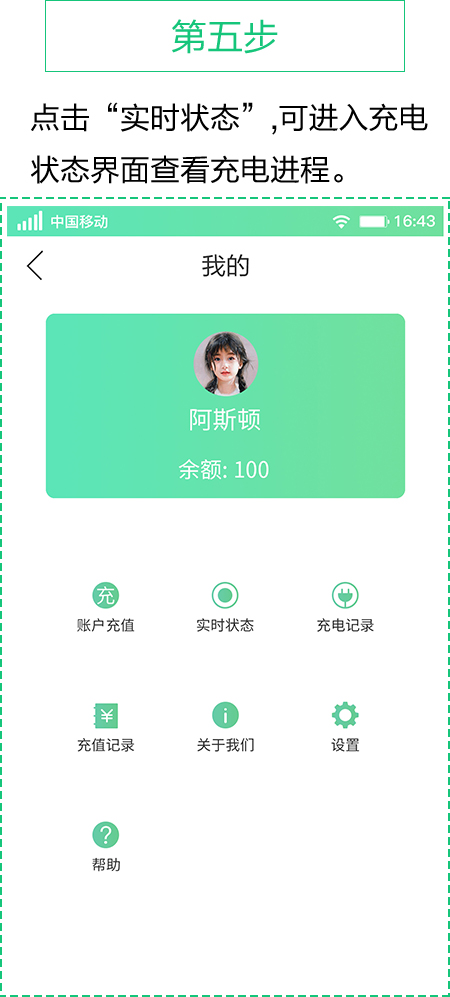 第五步
点击“实时状态”,可进入充电
状态界面查看充电进程。
中国移动 16:43
我的
阿斯顿
余额: 100
充
账户充值 实时状态 充电记录
¥
充值记录 关于我们 设置
帮助